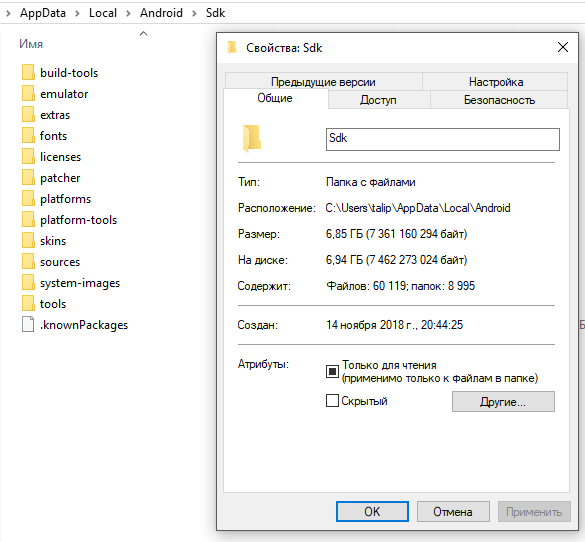 AppData > Local > Android > Sdk
Имя
build-tools
emulator
extras
fonts
licenses
patcher
platforms
platform-tools
skins
sources
system-images
tools
.knownPackages
Свойства: Sdk
Предыдущие версии
Настройка
Общие
Доступ
Безопасность
Sdk
Тип: Папка с файлами
Расположение: C:\Users\talip\AppData\Local\Android
Размер: 6,85 ГБ (7 361 160 294 байт)
На диске: 6,94 ГБ (7 462 273 024 байт)
Содержит: Файлов: 60 119; папок: 8 995
Создан: 14 ноября 2018 г., 20:44:25
Атрибуты: Только для чтения
(применимо только к файлам в папке)
Скрытый
Другие...
OK
Отмена
Применить